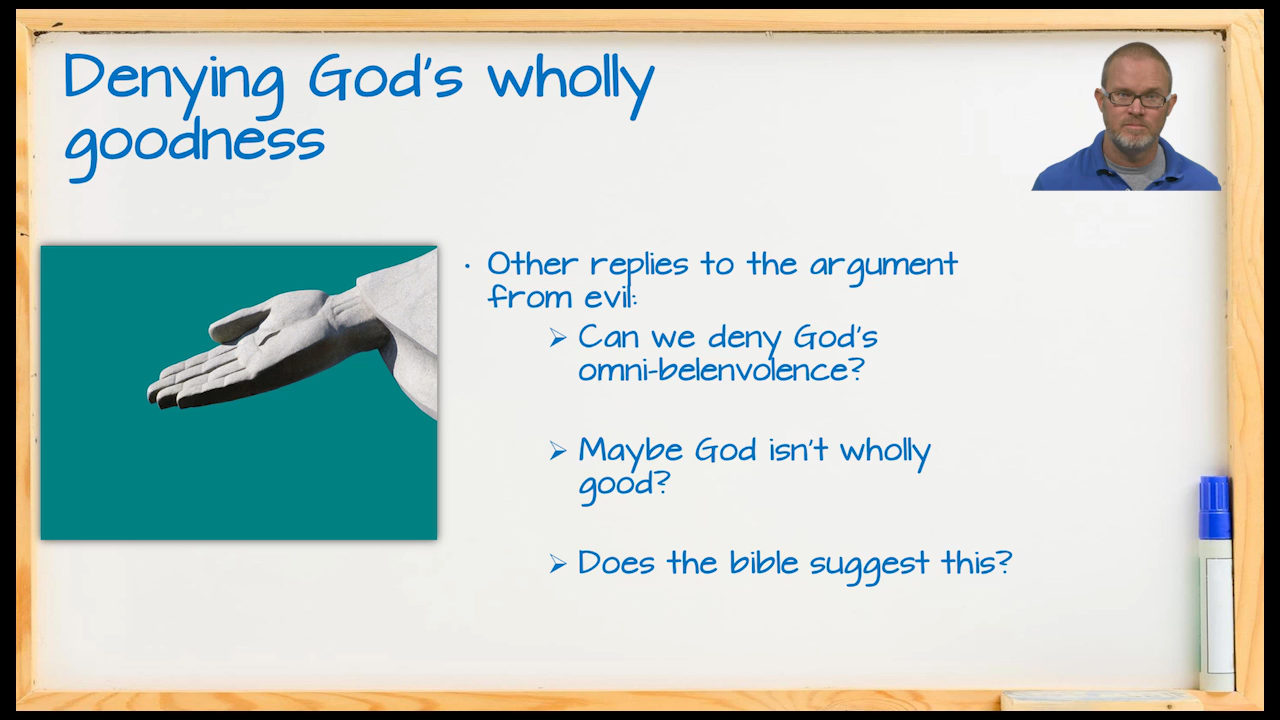 Denying God's wholly
goodness
• Other replies to the argument
from evil:
➢ Can we deny God's
omni-belenvolence?
➢ Maybe God isn't wholly
good?
➢ Does the bible suggest this?